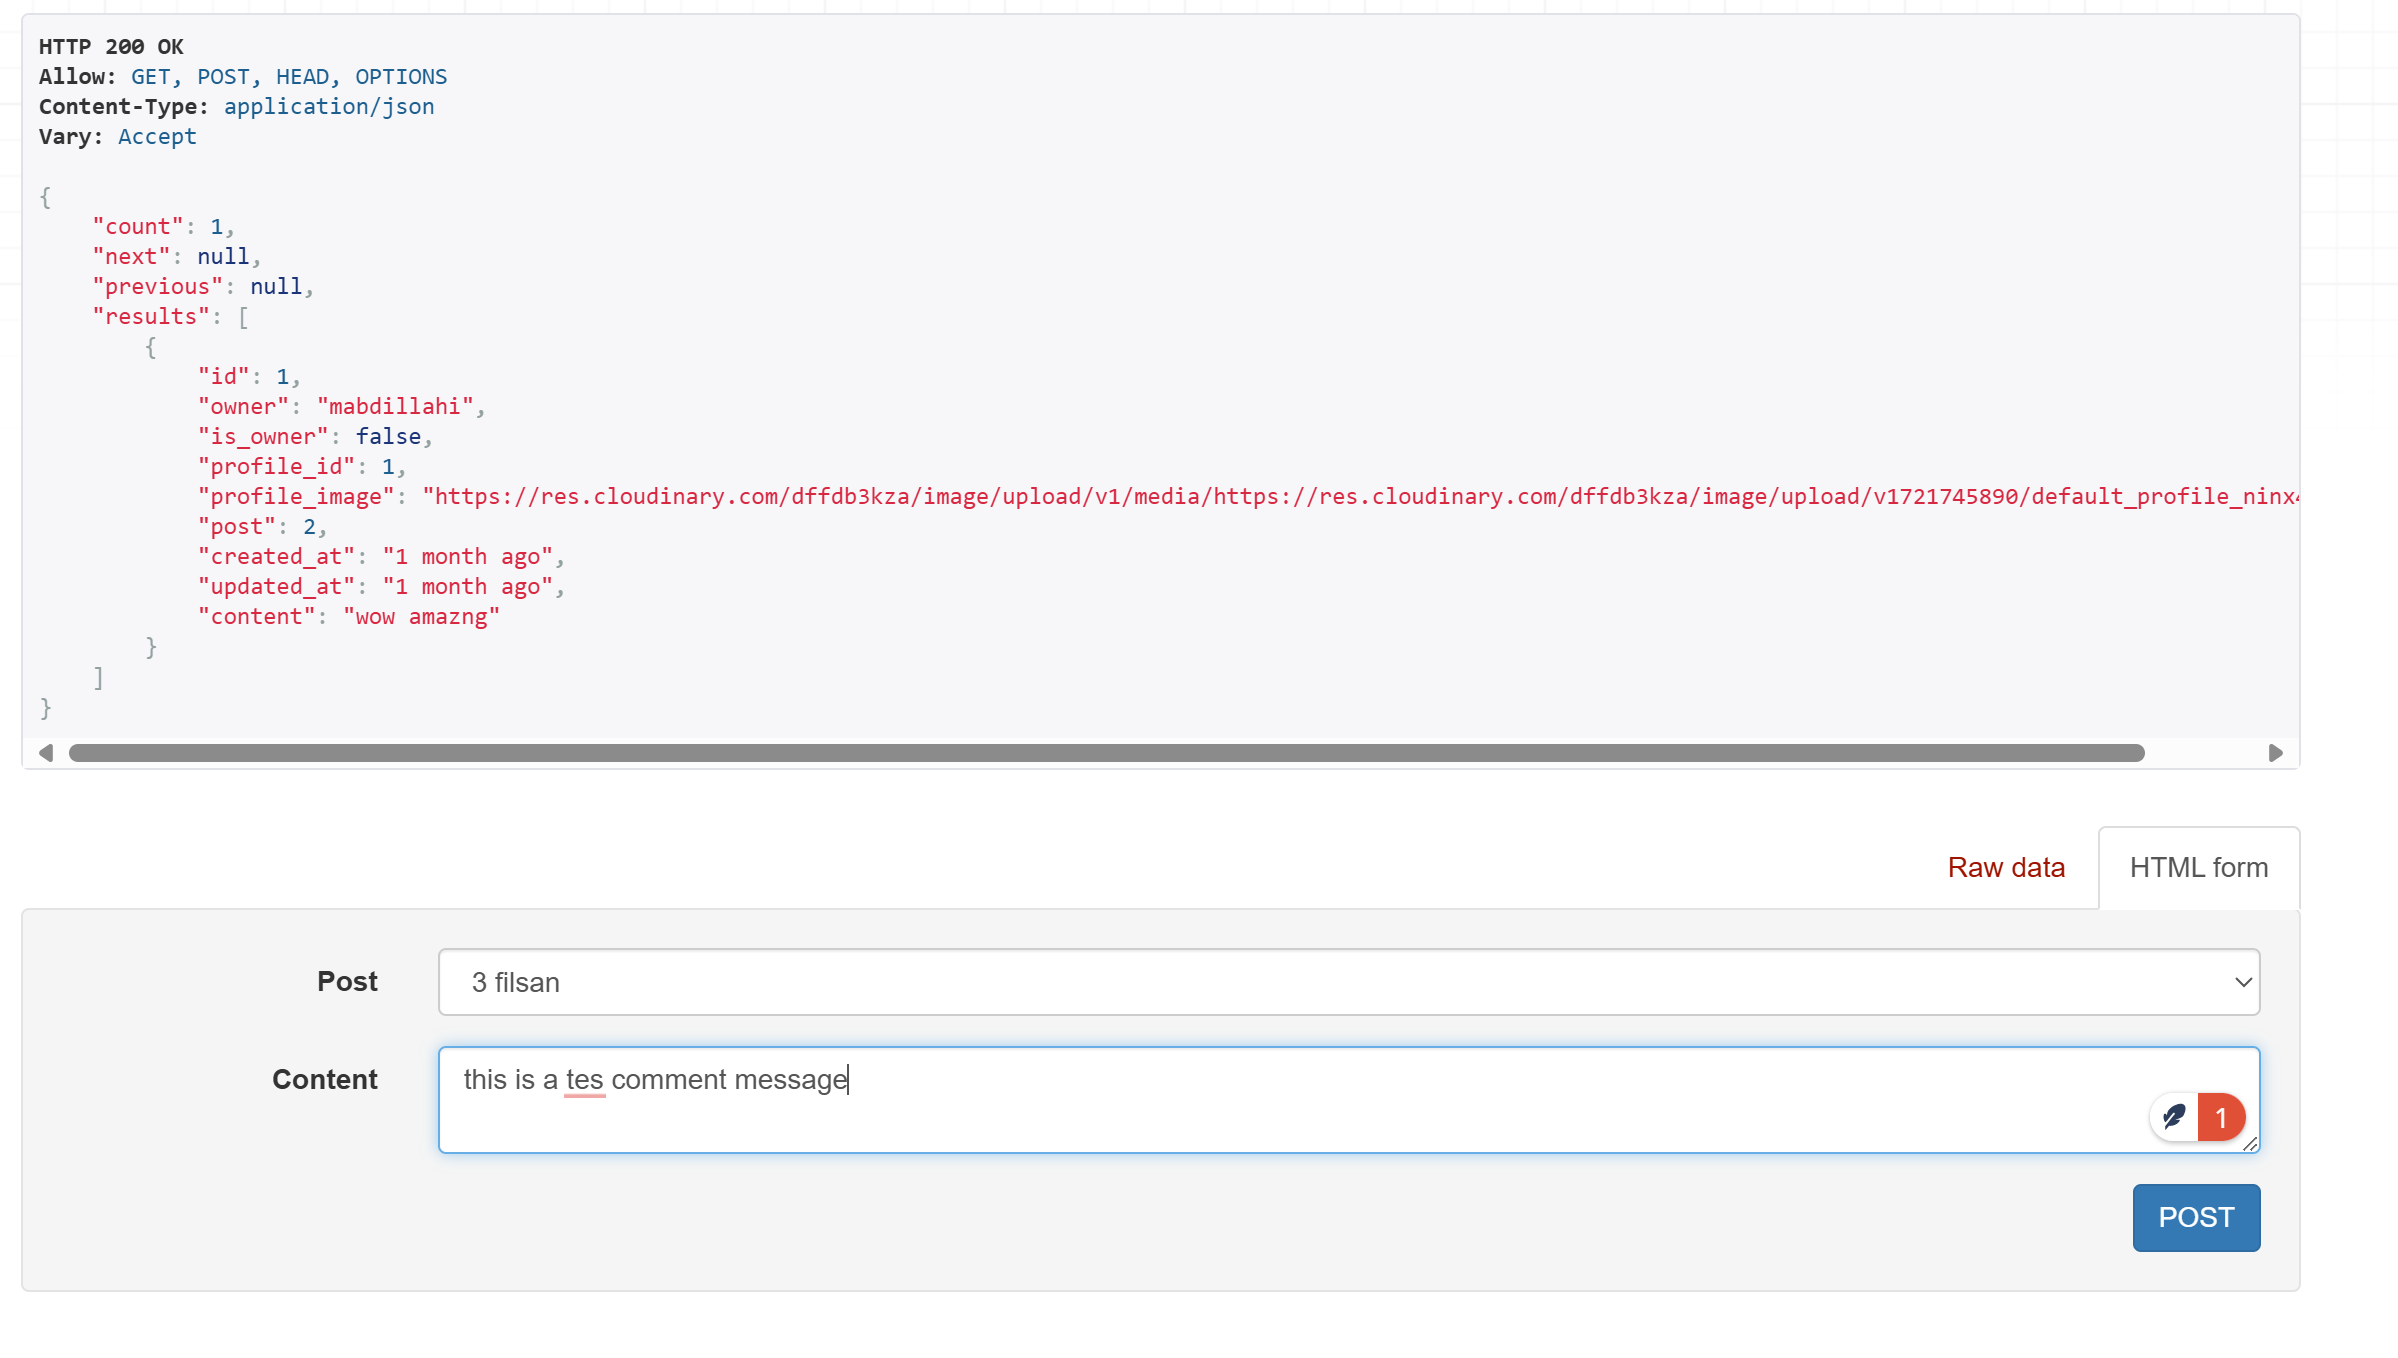 HTTP 200 OK
Allow: GET, POST, HEAD, OPTIONS
Content-Type: application/json
Vary: Accept
{
"count": 1,
"next": null,
"previous": null,
"results": [
{
"id": 1,
"owner": "mabdillahi",
"is_owner": false,
"profile_id": 1,
"profile_image": "https://res.cloudinary.com/dffdb3kza/image/upload/v1/media/https://res.cloudinary.com/dffdb3kza/image/upload/v1721745890/default_profile_ninx4
"post": 2,
"created_at": "1 month ago",
"updated_at": "1 month ago",
"content": "wow amazng"
}
]
}
Raw data
HTML form
Post
3 filsan
Content
this is a tes comment message
1
POST